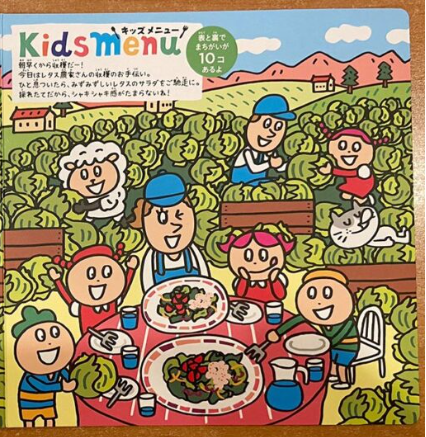 キッズメニュー
Kidsmenu
表と裏で
まちがいが
10コ
あるよ
朝早くから収穫だー!
今日はレタス農家さんの収穫のお手伝い。
ひと息ついたら、みずみずしいレタスのサラダをご馳走に。
採れたてだから、シャキシャキ感がたまらないね!